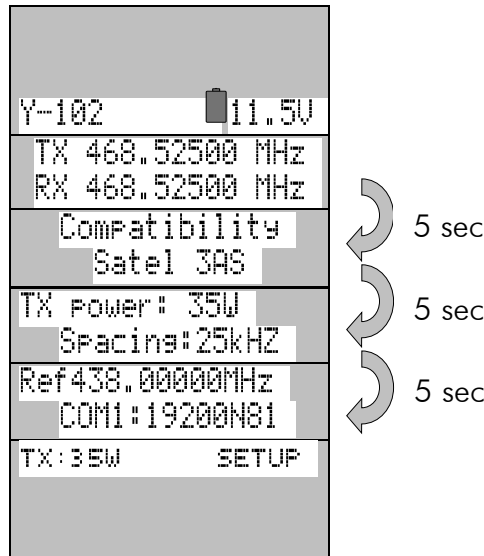 Y-102 11.5V
TX 468.52500 MHz
RX 468.52500 MHz
Compatibility
Satel 3AS
5 sec
TX power: 35W
Spacing:25kHZ
5 sec
Ref438.00000MHz
COM1:19200N81
5 sec
TX:35W SETUP